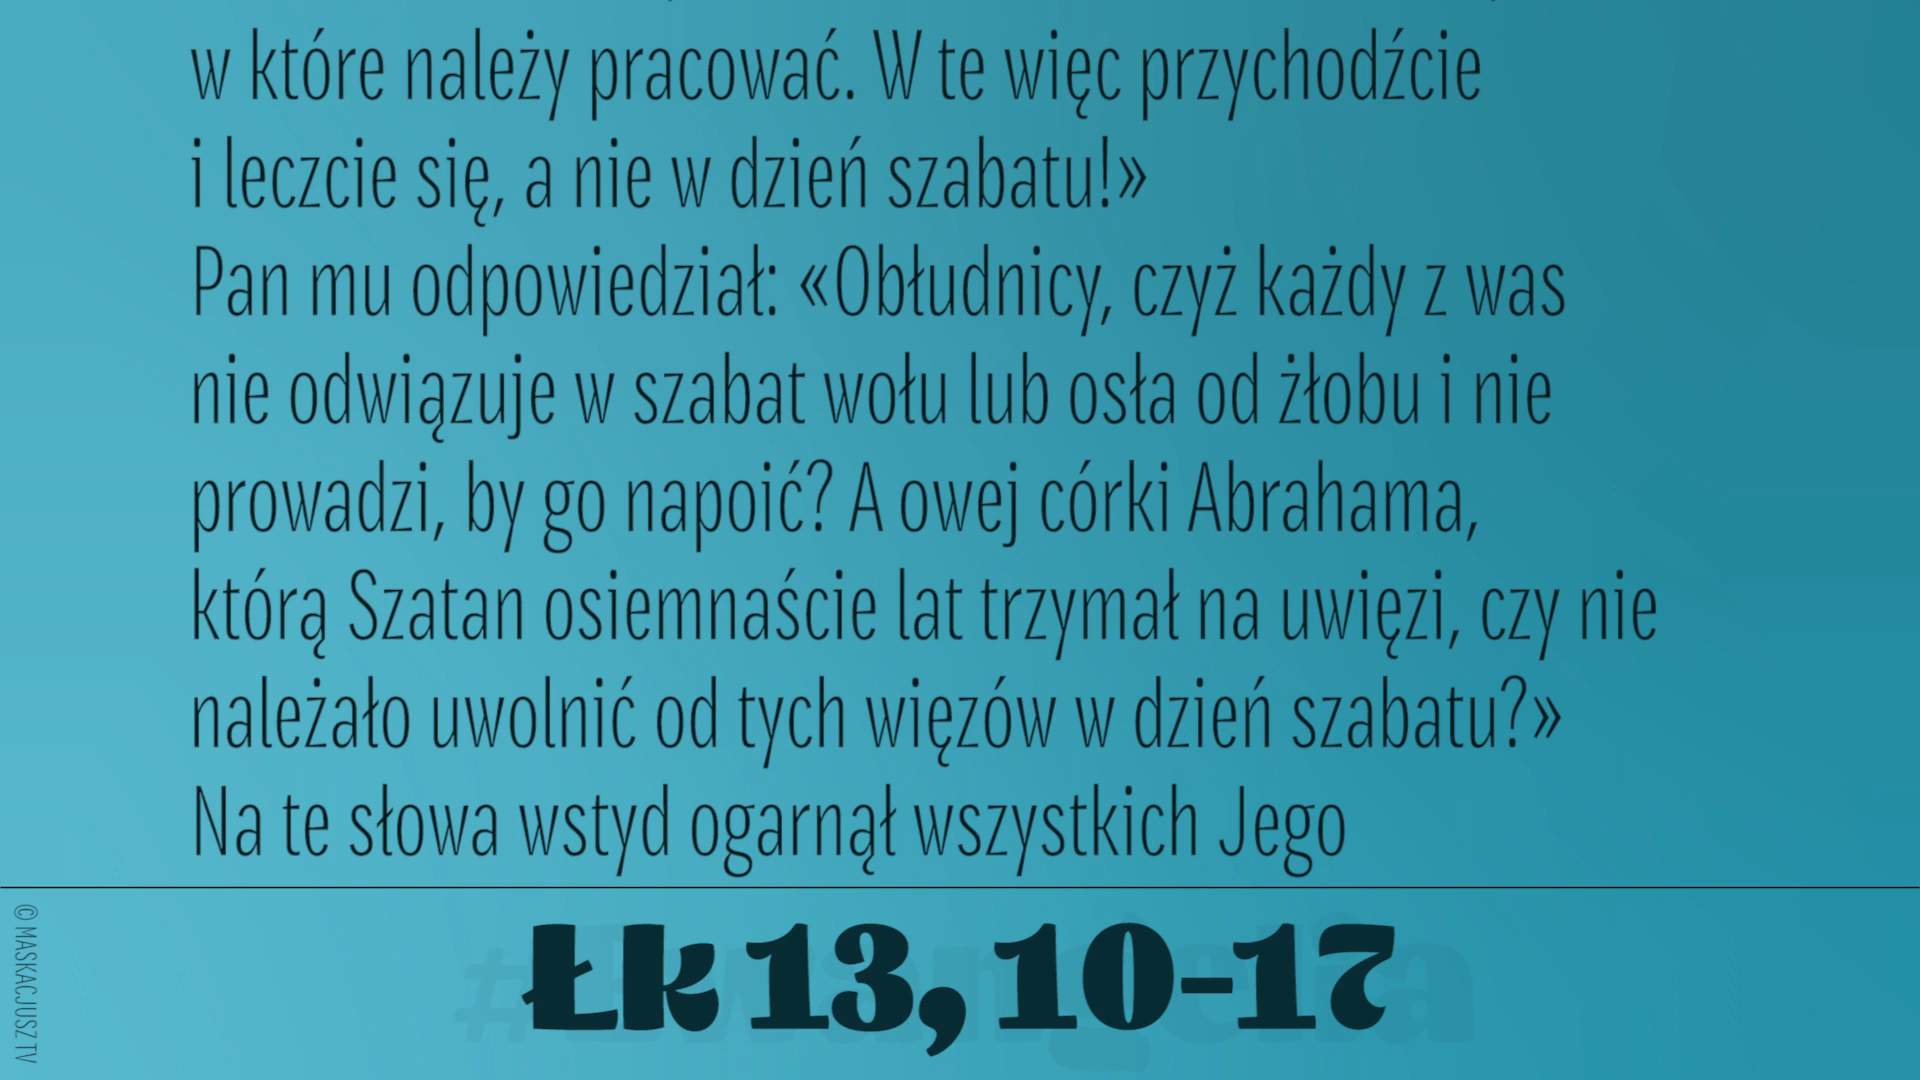 w które należy pracować. W te więc przychodźcie
i leczcie się, a nie w dzień szabatu!»
Pan mu odpowiedział: «Obłudnicy, czyż każdy z was
nie odwiązuje w szabat wołu lub osła od żłobu i nie
prowadzi, by go napoić? A owej córki Abrahama,
którą Szatan osiemnaście lat trzymał na uwięzi, czy nie
należało uwolnić od tych więzów w dzień szabatu?»
Na te słowa wstyd ogarnął wszystkich Jego
#Ewangelia
Łk 13, 10-17
© MASKACJUSZ TV